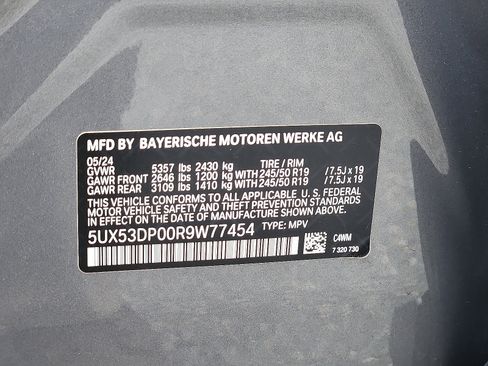 MFD BY BAYERISCHE MOTOREN WERKE AG
05/24
GVWR 5357 lbs 2430 kg TIRE / RIM
GAWR FRONT 2646 lbs 1200 kg WITH 245/50 R19 /7.5J x 19
GAWR REAR 3109 lbs 1410 kg WITH 245/50 R19 /7.5J x 19
THIS VEHICLE CONFORMS TO ALL APPLICABLE U. S. FEDERAL
MOTOR VEHICLE SAFETY STANDARDS IN
EFFECT ON THE DATE OF MANUFACTURE SHOWN ABOVE.
5UX53DP00R9W77454 TYPE: MPV
C4WM
7 320 730